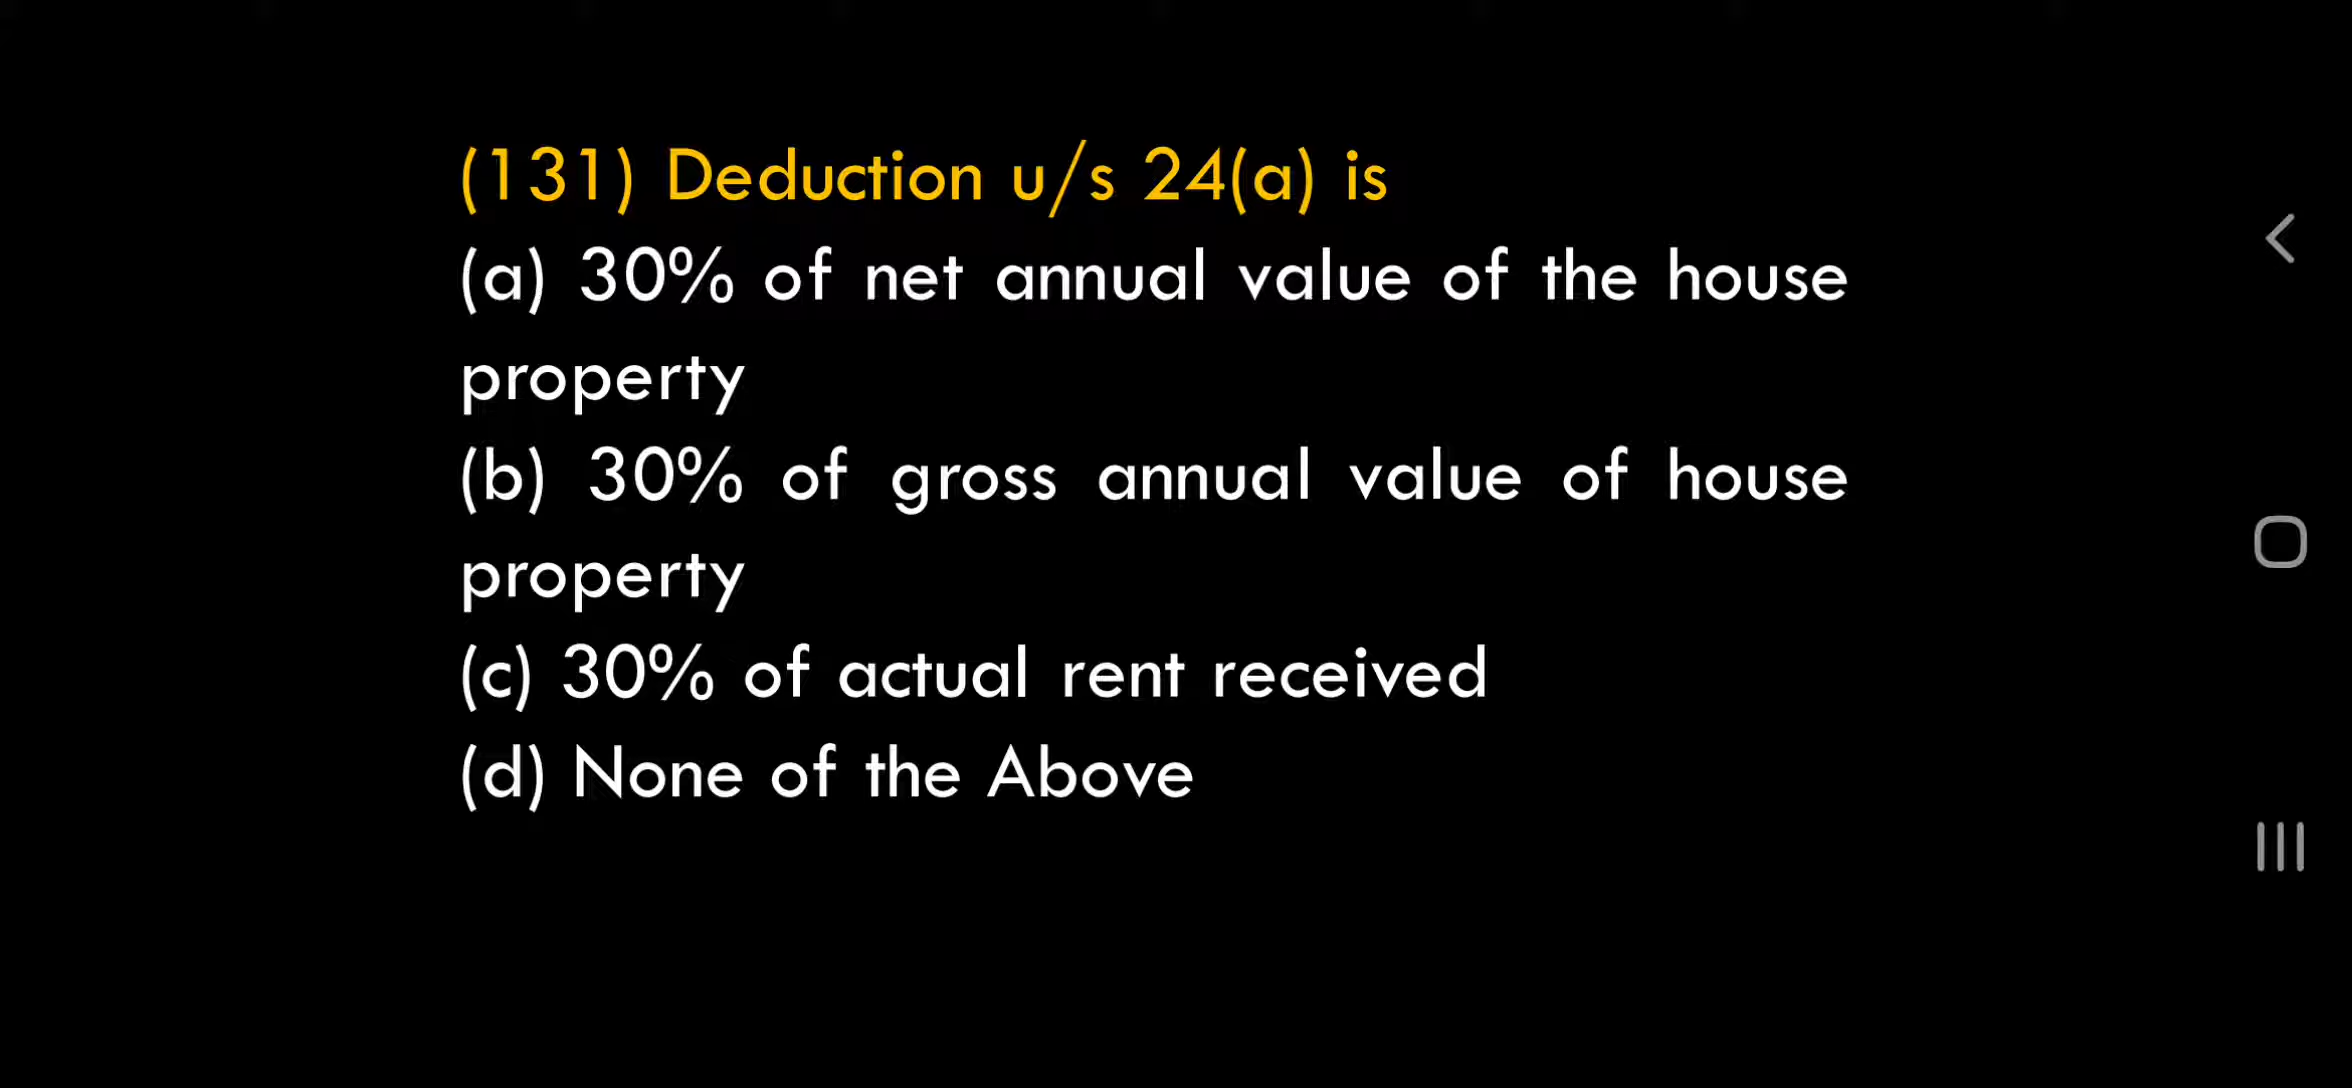 (131) Deduction u/s 24(a) is
(a) 30% of net annual value of the house
property
(b) 30% of gross annual value of house
property
(c) 30% of actual rent received
(d) None of the Above